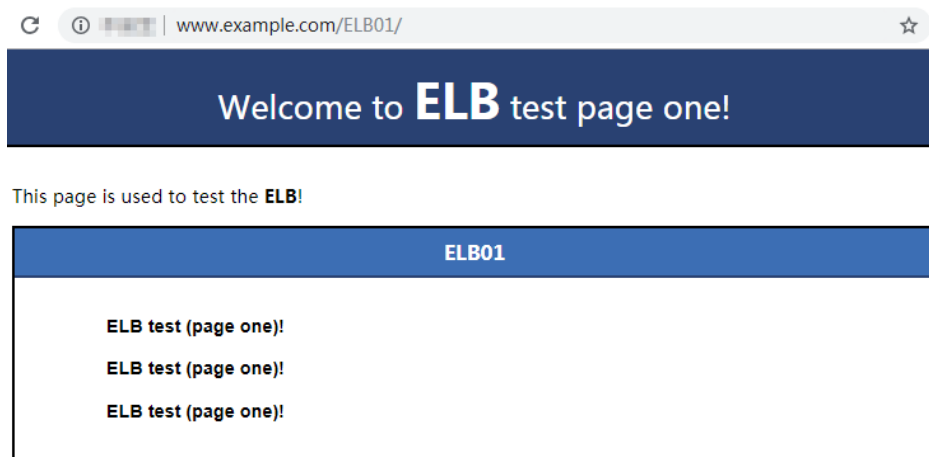 www.example.com/ELB01/
Welcome to ELB test page one!
This page is used to test the ELB!
ELB01
ELB test (page one)!
ELB test (page one)!
ELB test (page one)!